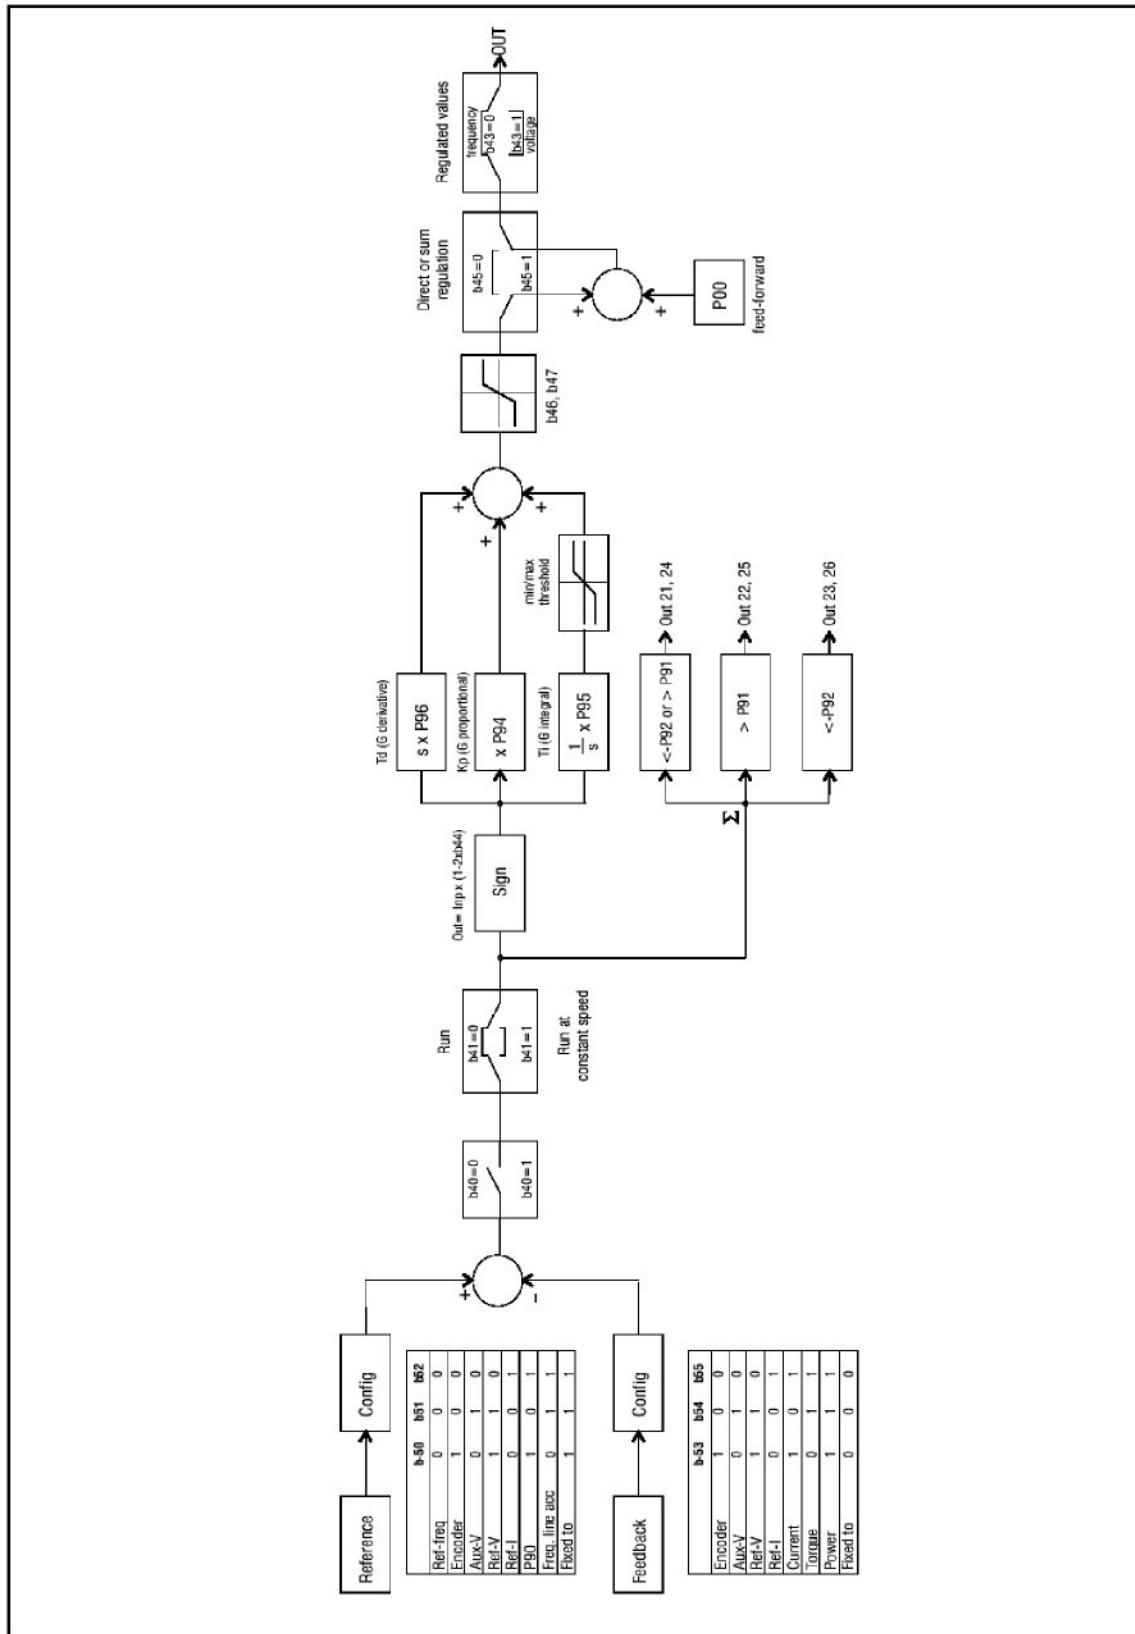 Reference
Config
b-50 b51 b52
Ref-freq 0 0 0
Encoder 1 0 0
Aux-V 0 1 0
Ref-V 1 1 0
Ref-I 0 0 1
P90 1 0 1
Freq. line acc 0 1 1
Fixed to 1 1 1
Feedback
Config
b-53 b54 b55
Encoder 1 0 0
Aux-V 0 1 0
Ref-V 1 1 0
Ref-I 0 0 1
Current 1 0 1
Torque 0 1 1
Power 1 1 1
Fixed to 0 0 0
+
-
b40=0
b40=1
Run
b41=0
b41=1
Run at
constant speed
Out= Inp x (1-2xb44)
Sign
Td (G derivative)
s x P96
Kp (G proportional)
x P94
Ti (G integral)
1
s
x P95
min/max
threshold
+
+
+
Σ
<-P92 or > P91
Out 21, 24
> P91
Out 22, 25
<-P92
Out 23, 26
b46, b47
Direct or sum
regulation
b45=0
b45=1
+
+
P00
feed-forward
Regulated values
frequency
b43=0
b43=1
voltage
OUT